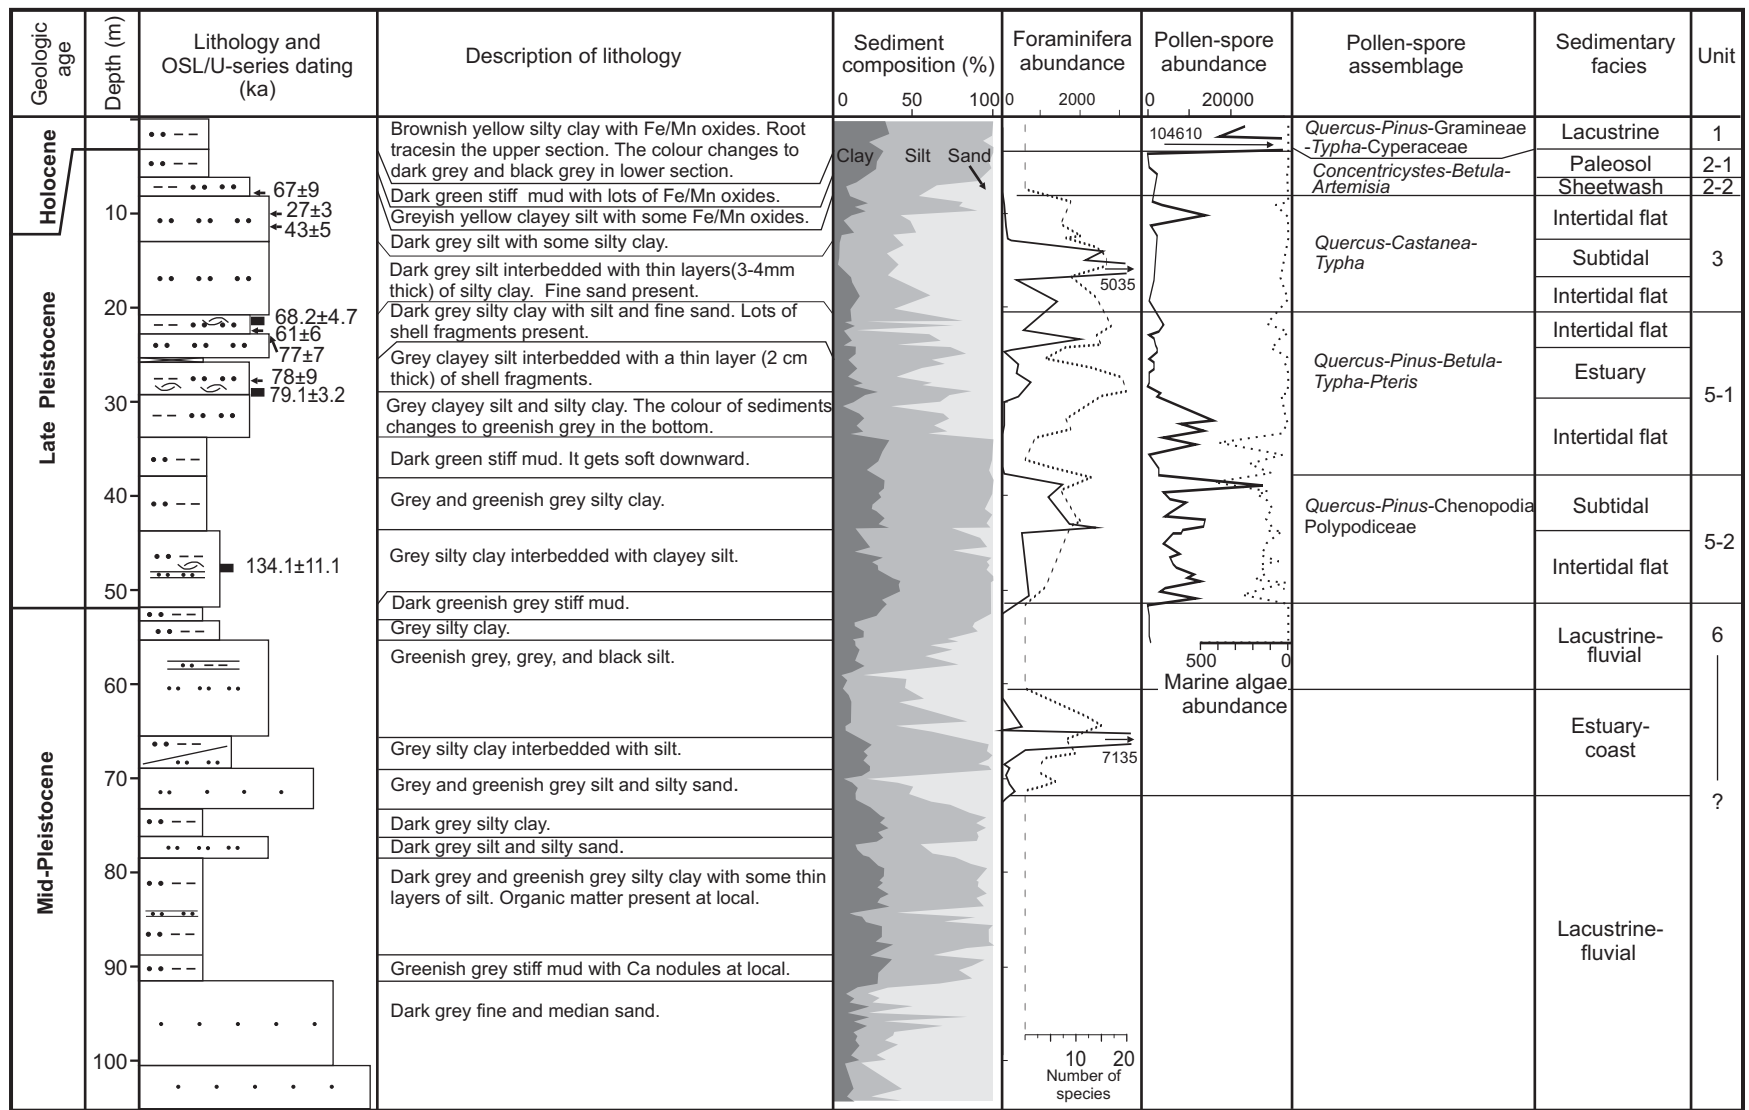 Geologic
age
Depth (m)
Lithology and
OSL/U-series dating
(ka)
Description of lithology
Sediment
composition (%)
0 50 100
Foraminifera
abundance
0 2000
Pollen-spore
abundance
0 20000
Pollen-spore
assemblage
Sedimentary
facies
Unit
Holocene
Late Pleistocene
Mid-Pleistocene
10
20
30
40
50
60
70
80
90
100
67±9
27±3
43±5
68.2±4.7
61±6
77±7
78±9
79.1±3.2
134.1±11.1
Brownish yellow silty clay with Fe/Mn oxides. Root
tracesin the upper section. The colour changes to
dark grey and black grey in lower section.
Dark green stiff mud with lots of Fe/Mn oxides.
Greyish yellow clayey silt with some Fe/Mn oxides.
Dark grey silt with some silty clay.
Dark grey silt interbedded with thin layers(3-4mm
thick) of silty clay. Fine sand present.
Dark grey silty clay with silt and fine sand. Lots of
shell fragments present.
Grey clayey silt interbedded with a thin layer (2 cm
thick) of shell fragments.
Grey clayey silt and silty clay. The colour of sediments
changes to greenish grey in the bottom.
Dark green stiff mud. It gets soft downward.
Grey and greenish grey silty clay.
Grey silty clay interbedded with clayey silt.
Dark greenish grey stiff mud.
Grey silty clay.
Greenish grey, grey, and black silt.
Grey silty clay interbedded with silt.
Grey and greenish grey silt and silty sand.
Dark grey silty clay.
Dark grey silt and silty sand.
Dark grey and greenish grey silty clay with some thin
layers of silt. Organic matter present at local.
Greenish grey stiff mud with Ca nodules at local.
Dark grey fine and median sand.
Clay Silt Sand
5035
7135
10 20
Number of
species
104610
500 0
Marine algae
abundance
Quercus-Pinus-Gramineae
-Typha-Cyperaceae
Concentricystes-Betula-
Artemisia
Quercus-Castanea-
Typha
Quercus-Pinus-Betula-
Typha-Pteris
Quercus-Pinus-Chenopodia
Polypodiceae
Lacustrine
Paleosol
Sheetwash
Intertidal flat
Subtidal
Intertidal flat
Intertidal flat
Estuary
Intertidal flat
Subtidal
Intertidal flat
Lacustrine-
fluvial
Estuary-
coast
Lacustrine-
fluvial
1
2-1
2-2
3
5-1
5-2
6
?